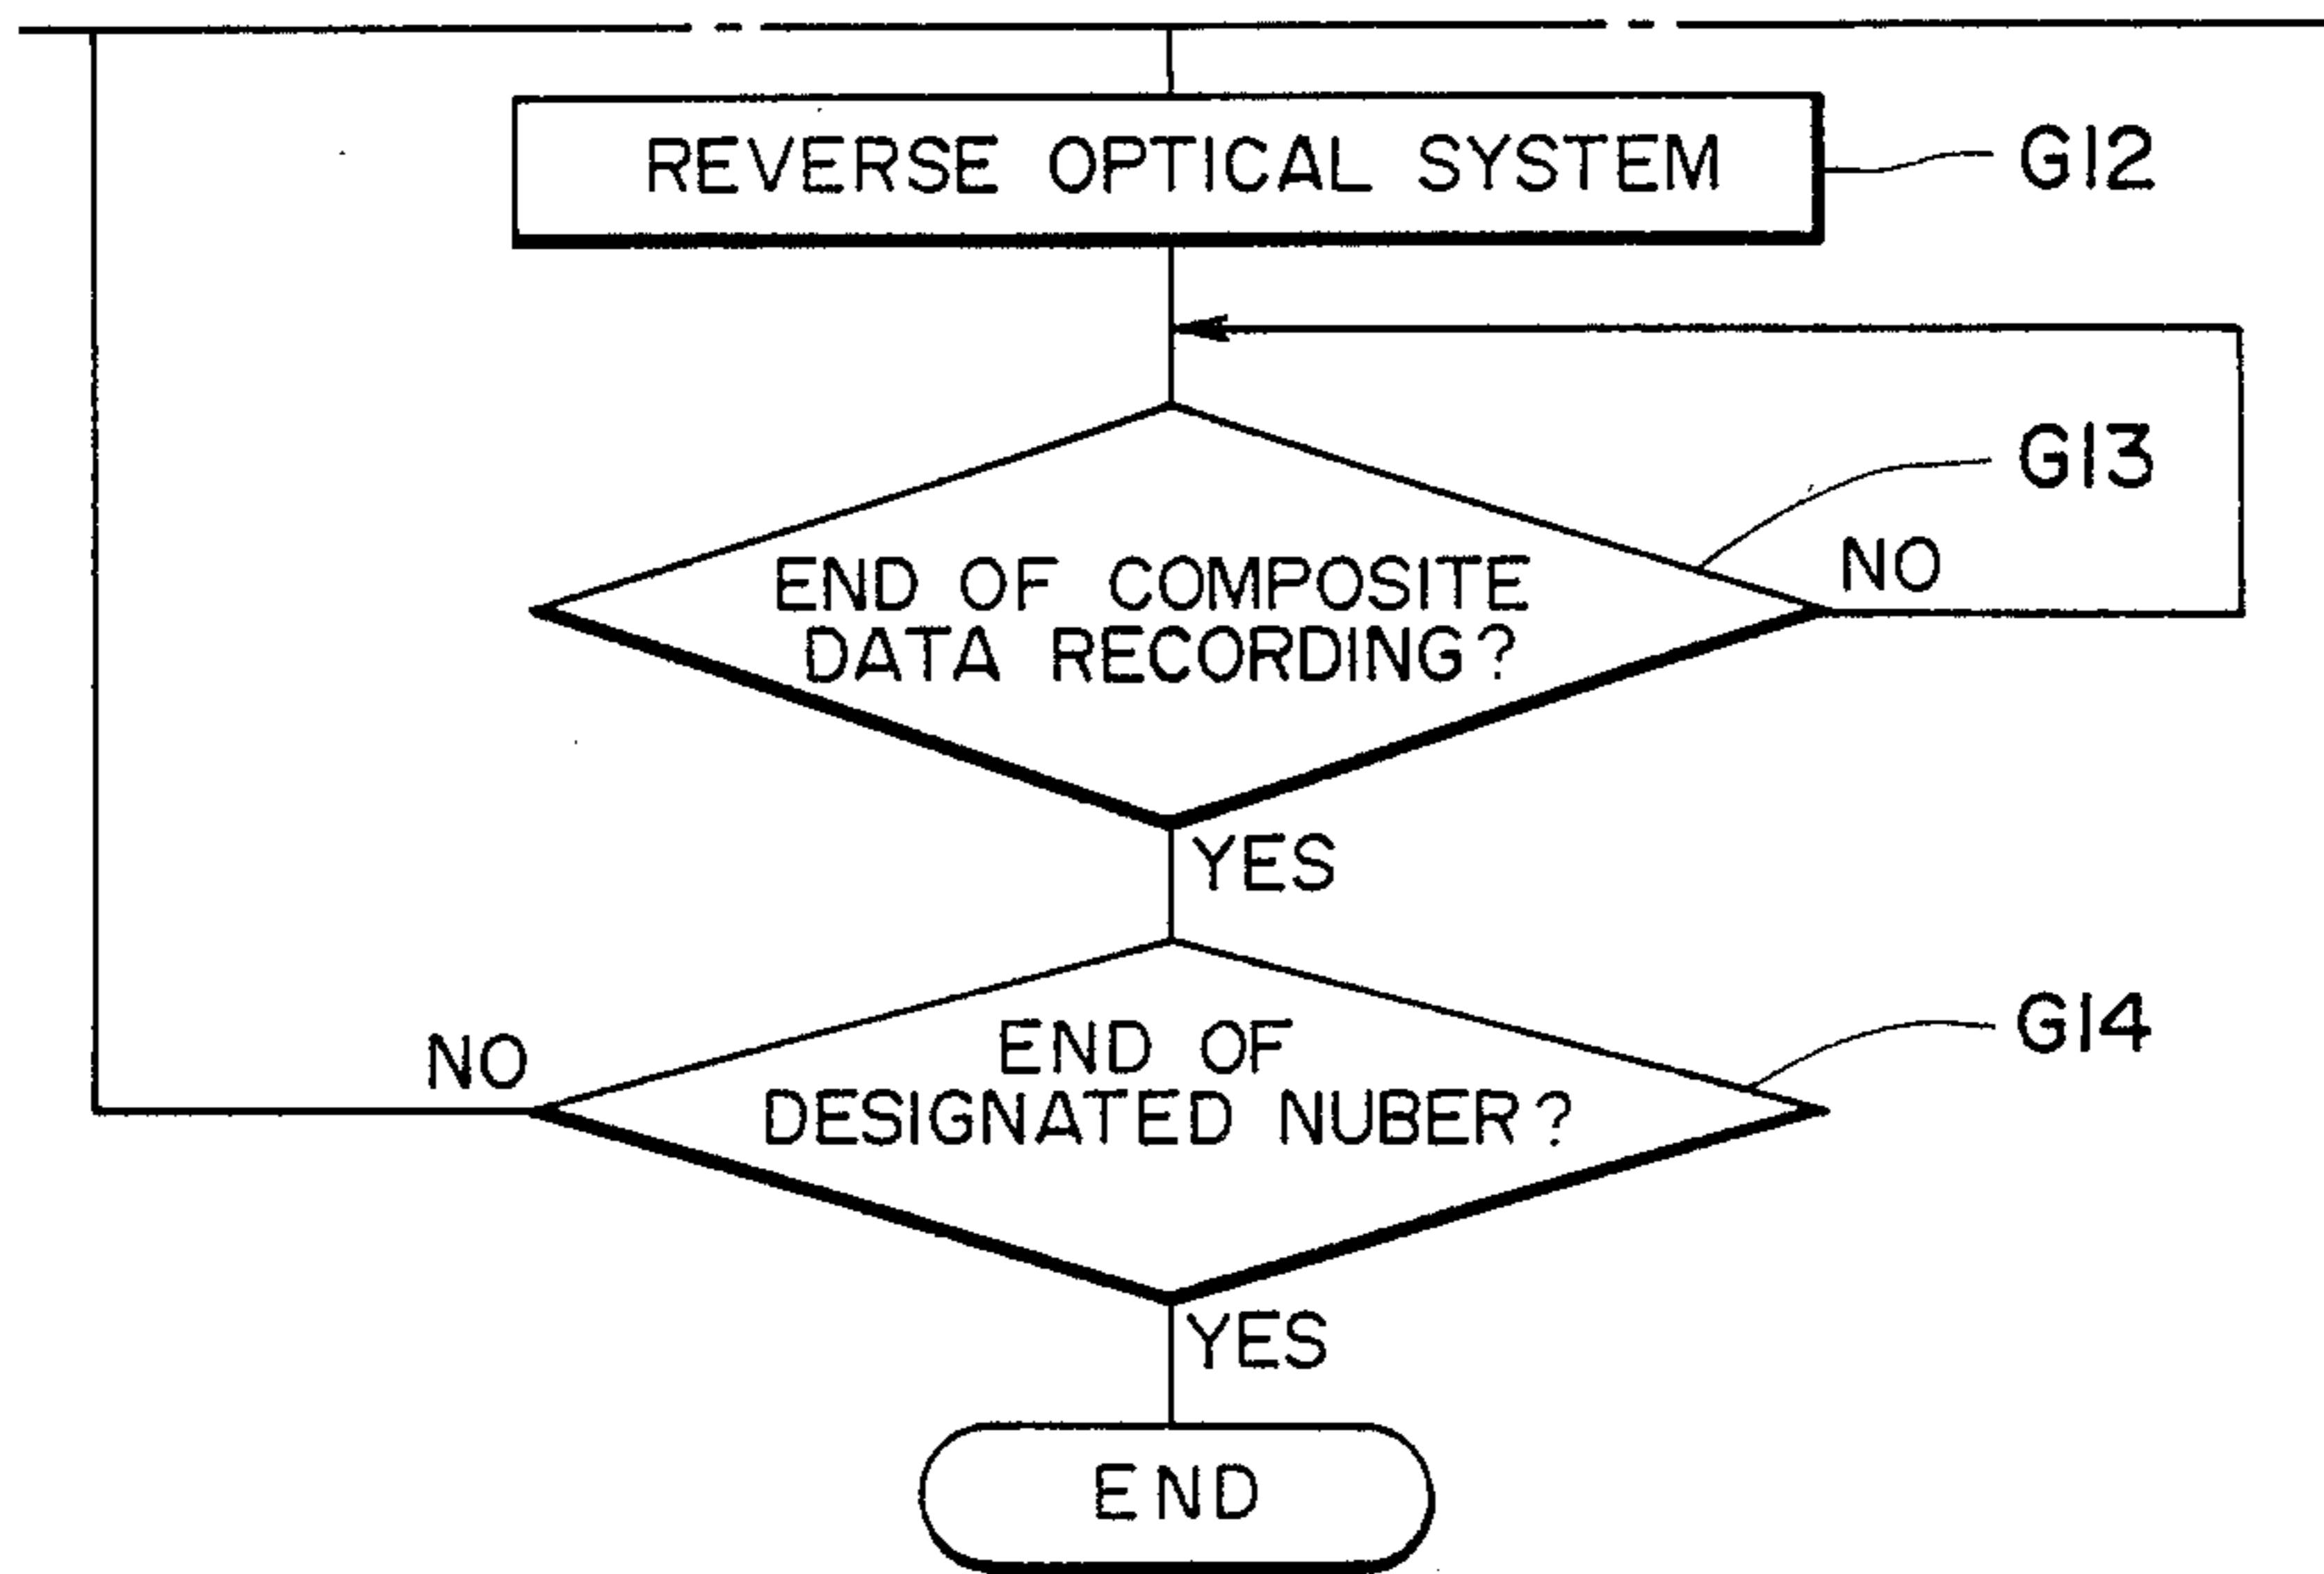 REVERSE OPTICAL SYSTEM
G12
G13
NO
END OF COMPOSITE
DATA RECORDING?
YES
G14
NO
END OF
DESIGNATED NUBER?
YES
END